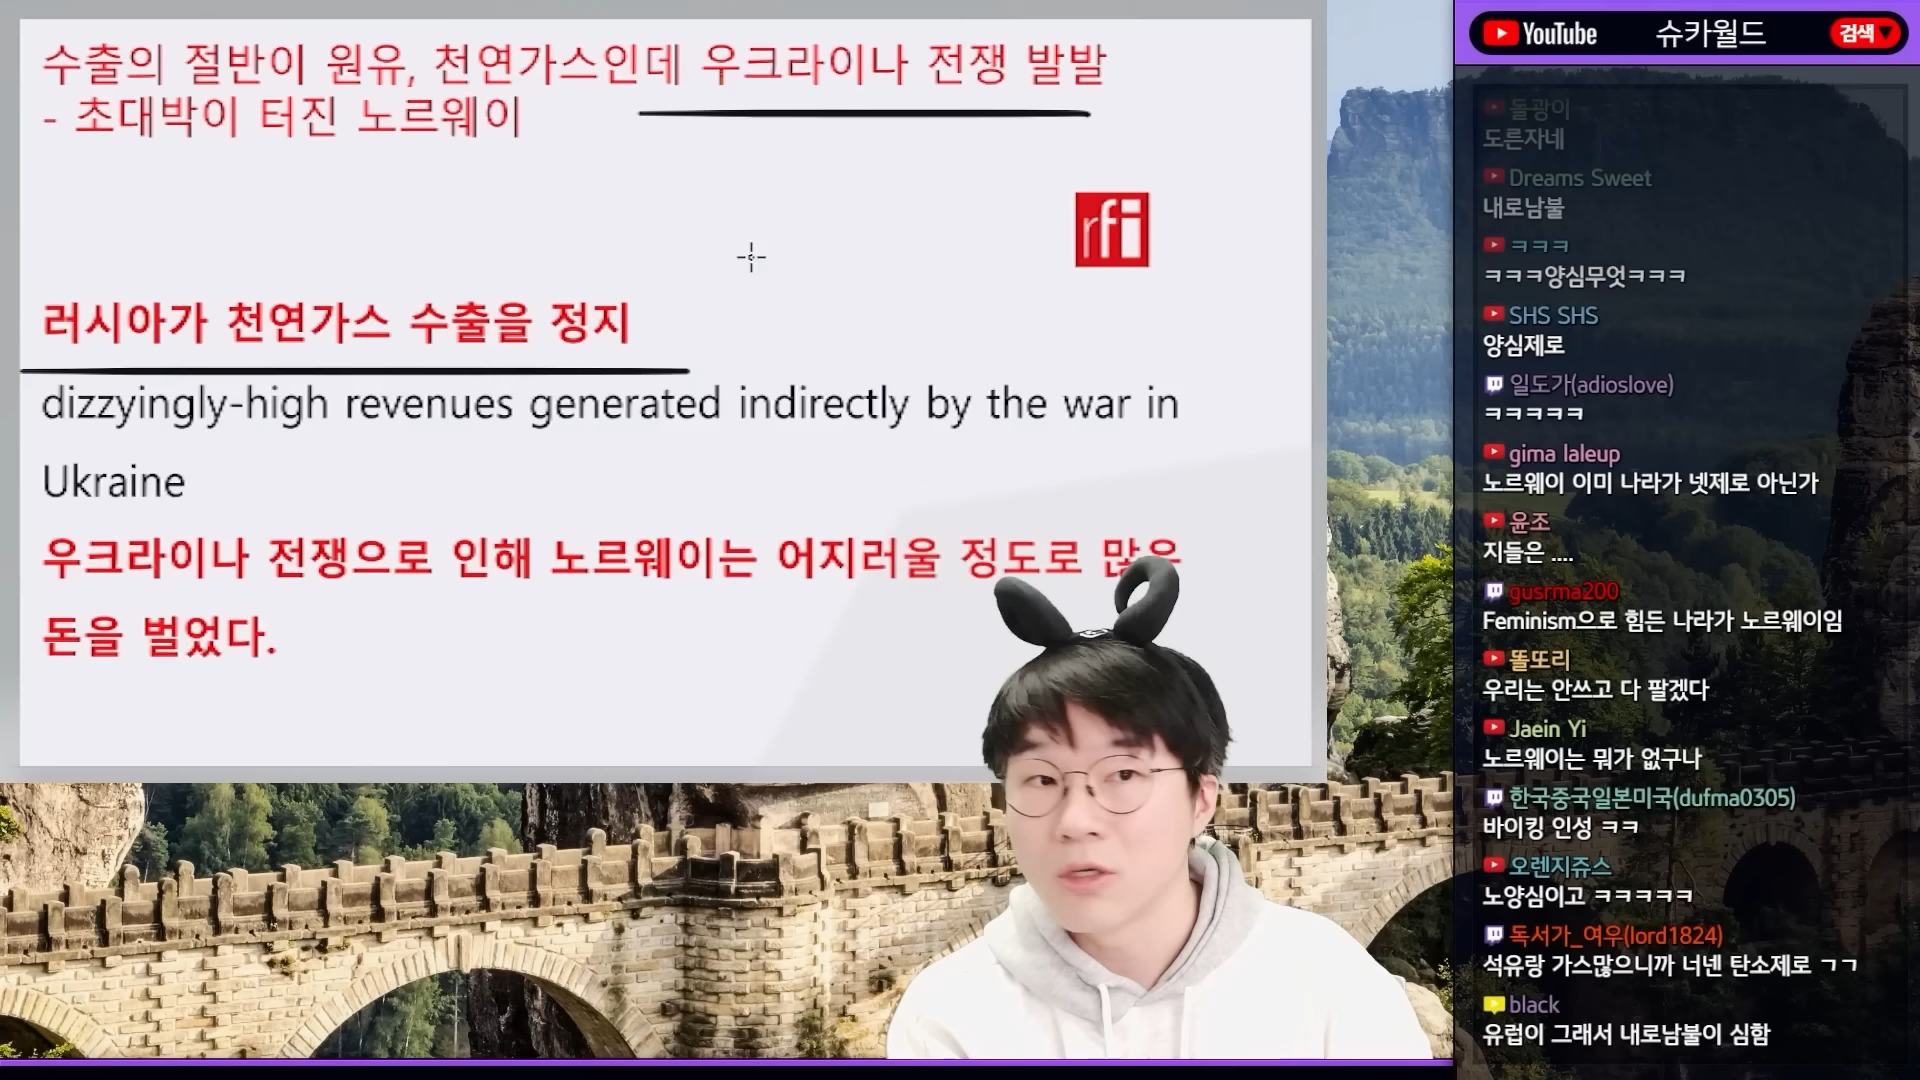 수출의 절반이 원유, 천연가스인데 우크라이나 전쟁 발발
- 초대박이 터진 노르웨이
rfi
러시아가 천연가스 수출을 정지
dizzyingly-high revenues generated indirectly by the war in
Ukraine
우크라이나 전쟁으로 인해 노르웨이는 어지러울 정도로 많은
돈을 벌었다.
YouTube 슈카월드 검색
돌광이
도른자네
Dreams Sweet
내로남불
ㅋㅋㅋ
ㅋㅋㅋ양심무엇ㅋㅋㅋ
SHS SHS
양심제로
일도가(adioslove)
ㅋㅋㅋㅋㅋ
gima laleup
노르웨이 이미 나라가 넷제로 아닌가
윤조
지들은 ....
gusrma200
Feminism으로 힘든 나라가 노르웨이임
똘또리
우리는 안쓰고 다 팔겠다
Jaein Yi
노르웨이는 뭐가 없구나
한국중국일본미국(dufma0305)
바이킹 인성 ㅋㅋ
오렌지쥬스
노양심이고 ㅋㅋㅋㅋㅋ
독서가_여우(lord1824)
석유랑 가스많으니까 너넨 탄소제로 ㄱㄱ
black
유럽이 그래서 내로남불이 심함